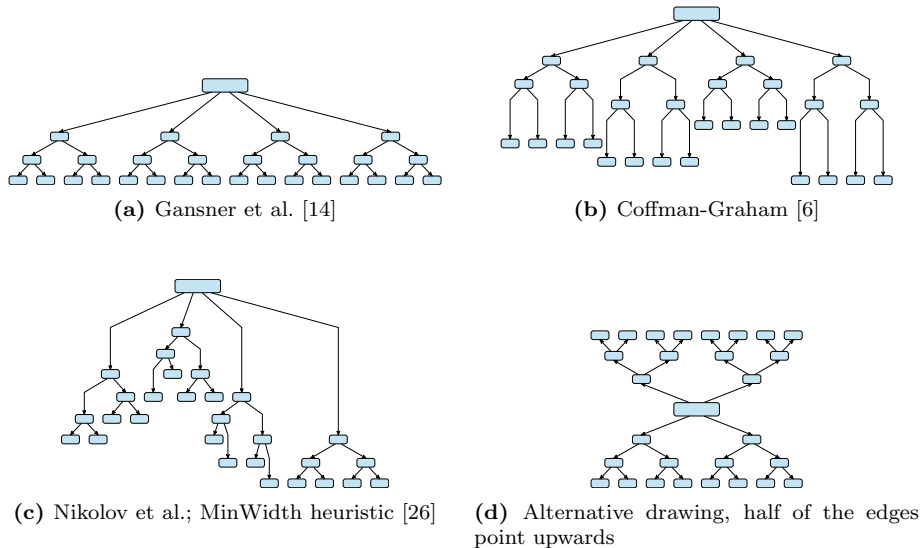 (a) Gansner et al. [14]
(b) Coffman-Graham [6]
(c) Nikolov et al.; MinWidth heuristic [26]
(d) Alternative drawing, half of the edges
point upwards